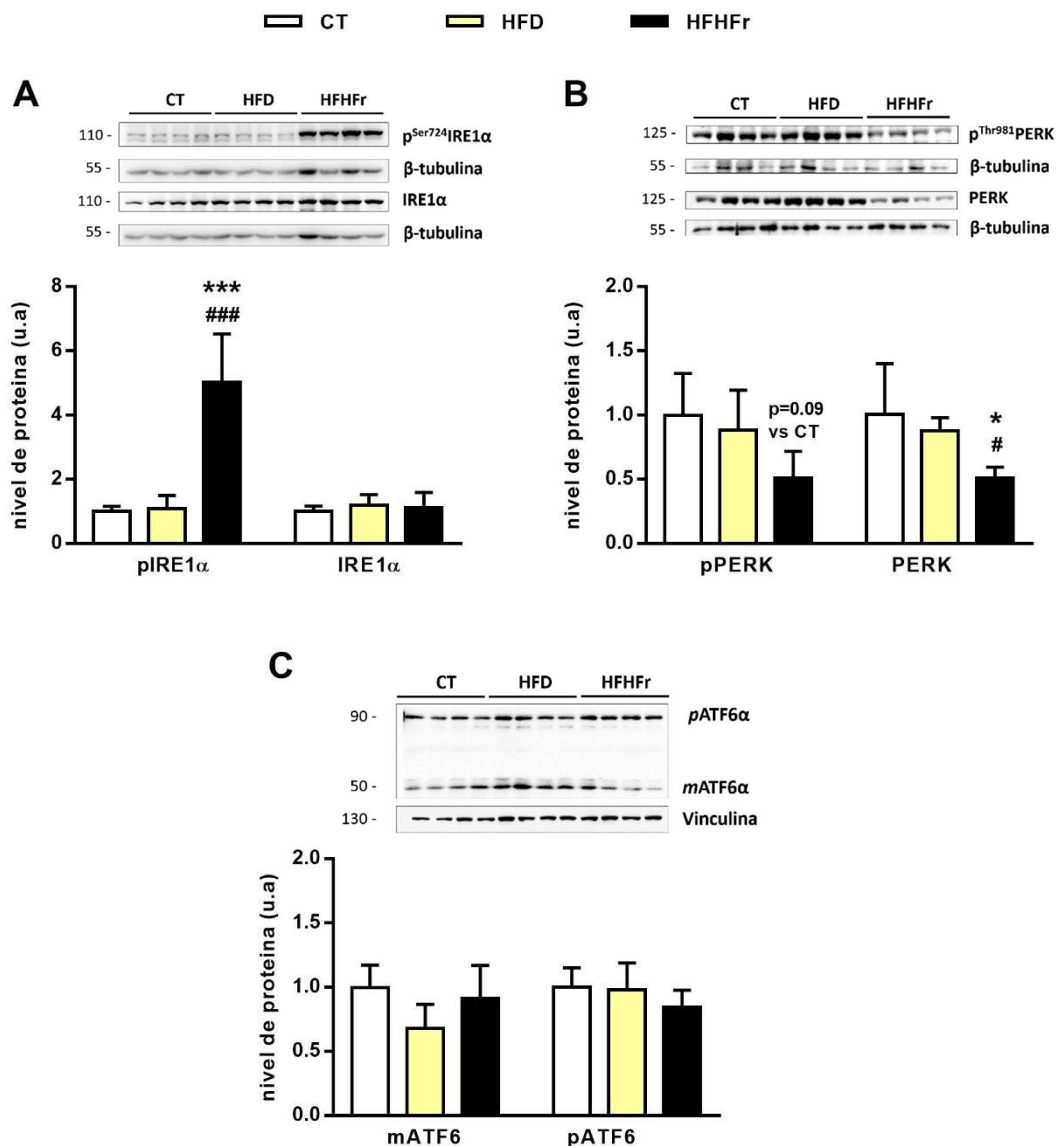 CT HFD HFHFr
A
CT HFD HFHFr
110 - pSer724IRE1α
55 - β-tubulina
110 - IRE1α
55 - β-tubulina
nivel de proteina (u.a)
8
6
4
2
0
***
###
pIRE1α IRE1α
B
CT HFD HFHFr
125 - pThr981PERK
55 - β-tubulina
125 - PERK
55 - β-tubulina
nivel de proteina (u.a)
2.0
1.5
1.0
0.5
0.0
p=0.09
vs CT
*
#
pPERK PERK
C
CT HFD HFHFr
90 - pATF6α
50 - mATF6α
130 - Vinculina
nivel de proteina (u.a)
2.0
1.5
1.0
0.5
0.0
mATF6 pATF6